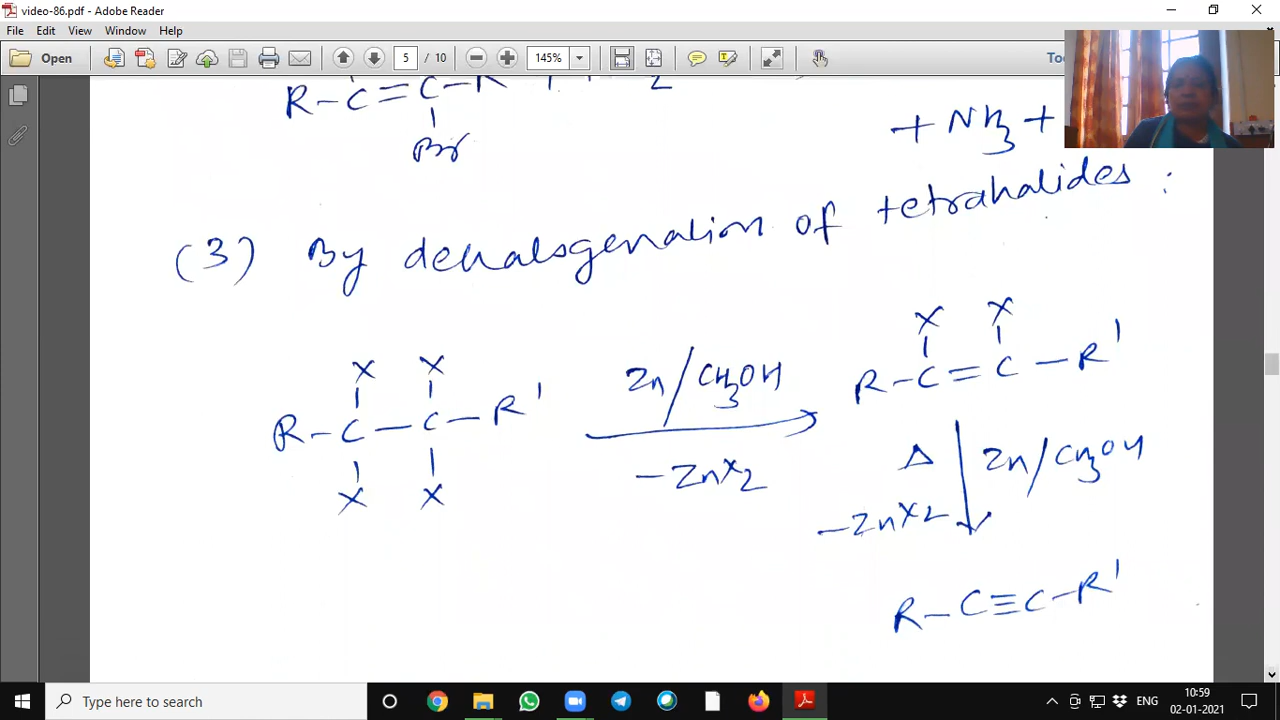 video-86.pdf - Adobe Reader
File Edit View Window Help
Open 5 / 10 145%
R-C=C-R
Br
+ NH3 +
(3) By dehalogenation of tetrahalides :
X X
R-C-C-R'
X X
Zn/CH3OH
-ZnX2
X X
R-C=C-R'
Δ Zn/CH3OH
-ZnX2
R-C≡C-R'
Type here to search
ENG 10:59
02-01-2021